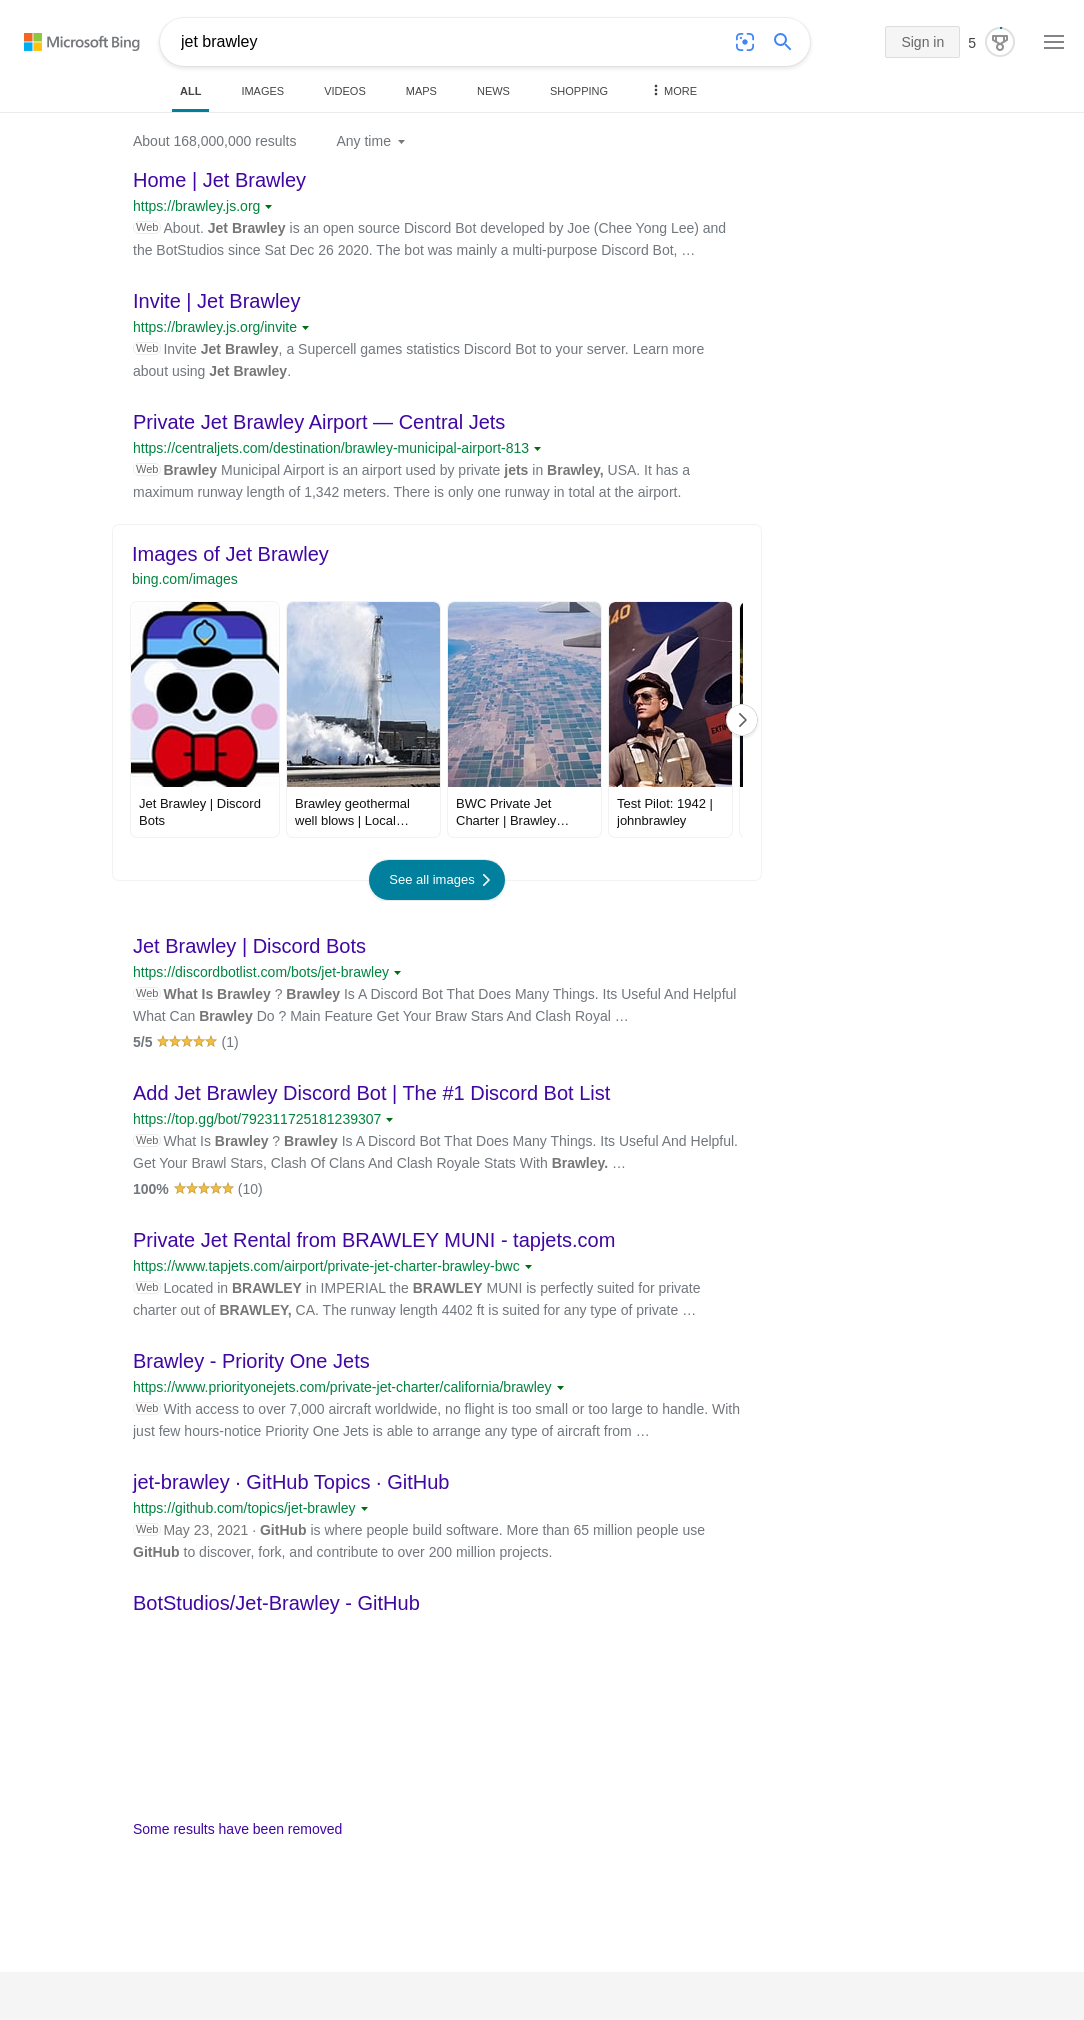 Microsoft Bing
jet brawley
Sign in
5
ALL
IMAGES
VIDEOS
MAPS
NEWS
SHOPPING
MORE
About 168,000,000 results
Any time
Home | Jet Brawley
https://brawley.js.org
Web About. Jet Brawley is an open source Discord Bot developed by Joe (Chee Yong Lee) and
the BotStudios since Sat Dec 26 2020. The bot was mainly a multi-purpose Discord Bot, …
Invite | Jet Brawley
https://brawley.js.org/invite
Web Invite Jet Brawley, a Supercell games statistics Discord Bot to your server. Learn more
about using Jet Brawley.
Private Jet Brawley Airport — Central Jets
https://centraljets.com/destination/brawley-municipal-airport-813
Web Brawley Municipal Airport is an airport used by private jets in Brawley, USA. It has a
maximum runway length of 1,342 meters. There is only one runway in total at the airport.
Images of Jet Brawley
bing.com/images
40
Jet Brawley | Discord
Bots
Brawley geothermal
well blows | Local…
BWC Private Jet
Charter | Brawley…
Test Pilot: 1942 |
johnbrawley
See all images
Jet Brawley | Discord Bots
https://discordbotlist.com/bots/jet-brawley
Web What Is Brawley ? Brawley Is A Discord Bot That Does Many Things. Its Useful And Helpful
What Can Brawley Do ? Main Feature Get Your Braw Stars And Clash Royal …
5/5 (1)
Add Jet Brawley Discord Bot | The #1 Discord Bot List
https://top.gg/bot/792311725181239307
Web What Is Brawley ? Brawley Is A Discord Bot That Does Many Things. Its Useful And Helpful.
Get Your Brawl Stars, Clash Of Clans And Clash Royale Stats With Brawley. …
100% (10)
Private Jet Rental from BRAWLEY MUNI - tapjets.com
https://www.tapjets.com/airport/private-jet-charter-brawley-bwc
Web Located in BRAWLEY in IMPERIAL the BRAWLEY MUNI is perfectly suited for private
charter out of BRAWLEY, CA. The runway length 4402 ft is suited for any type of private …
Brawley - Priority One Jets
https://www.priorityonejets.com/private-jet-charter/california/brawley
Web With access to over 7,000 aircraft worldwide, no flight is too small or too large to handle. With
just few hours-notice Priority One Jets is able to arrange any type of aircraft from …
jet-brawley · GitHub Topics · GitHub
https://github.com/topics/jet-brawley
Web May 23, 2021 · GitHub is where people build software. More than 65 million people use
GitHub to discover, fork, and contribute to over 200 million projects.
BotStudios/Jet-Brawley - GitHub
Some results have been removed